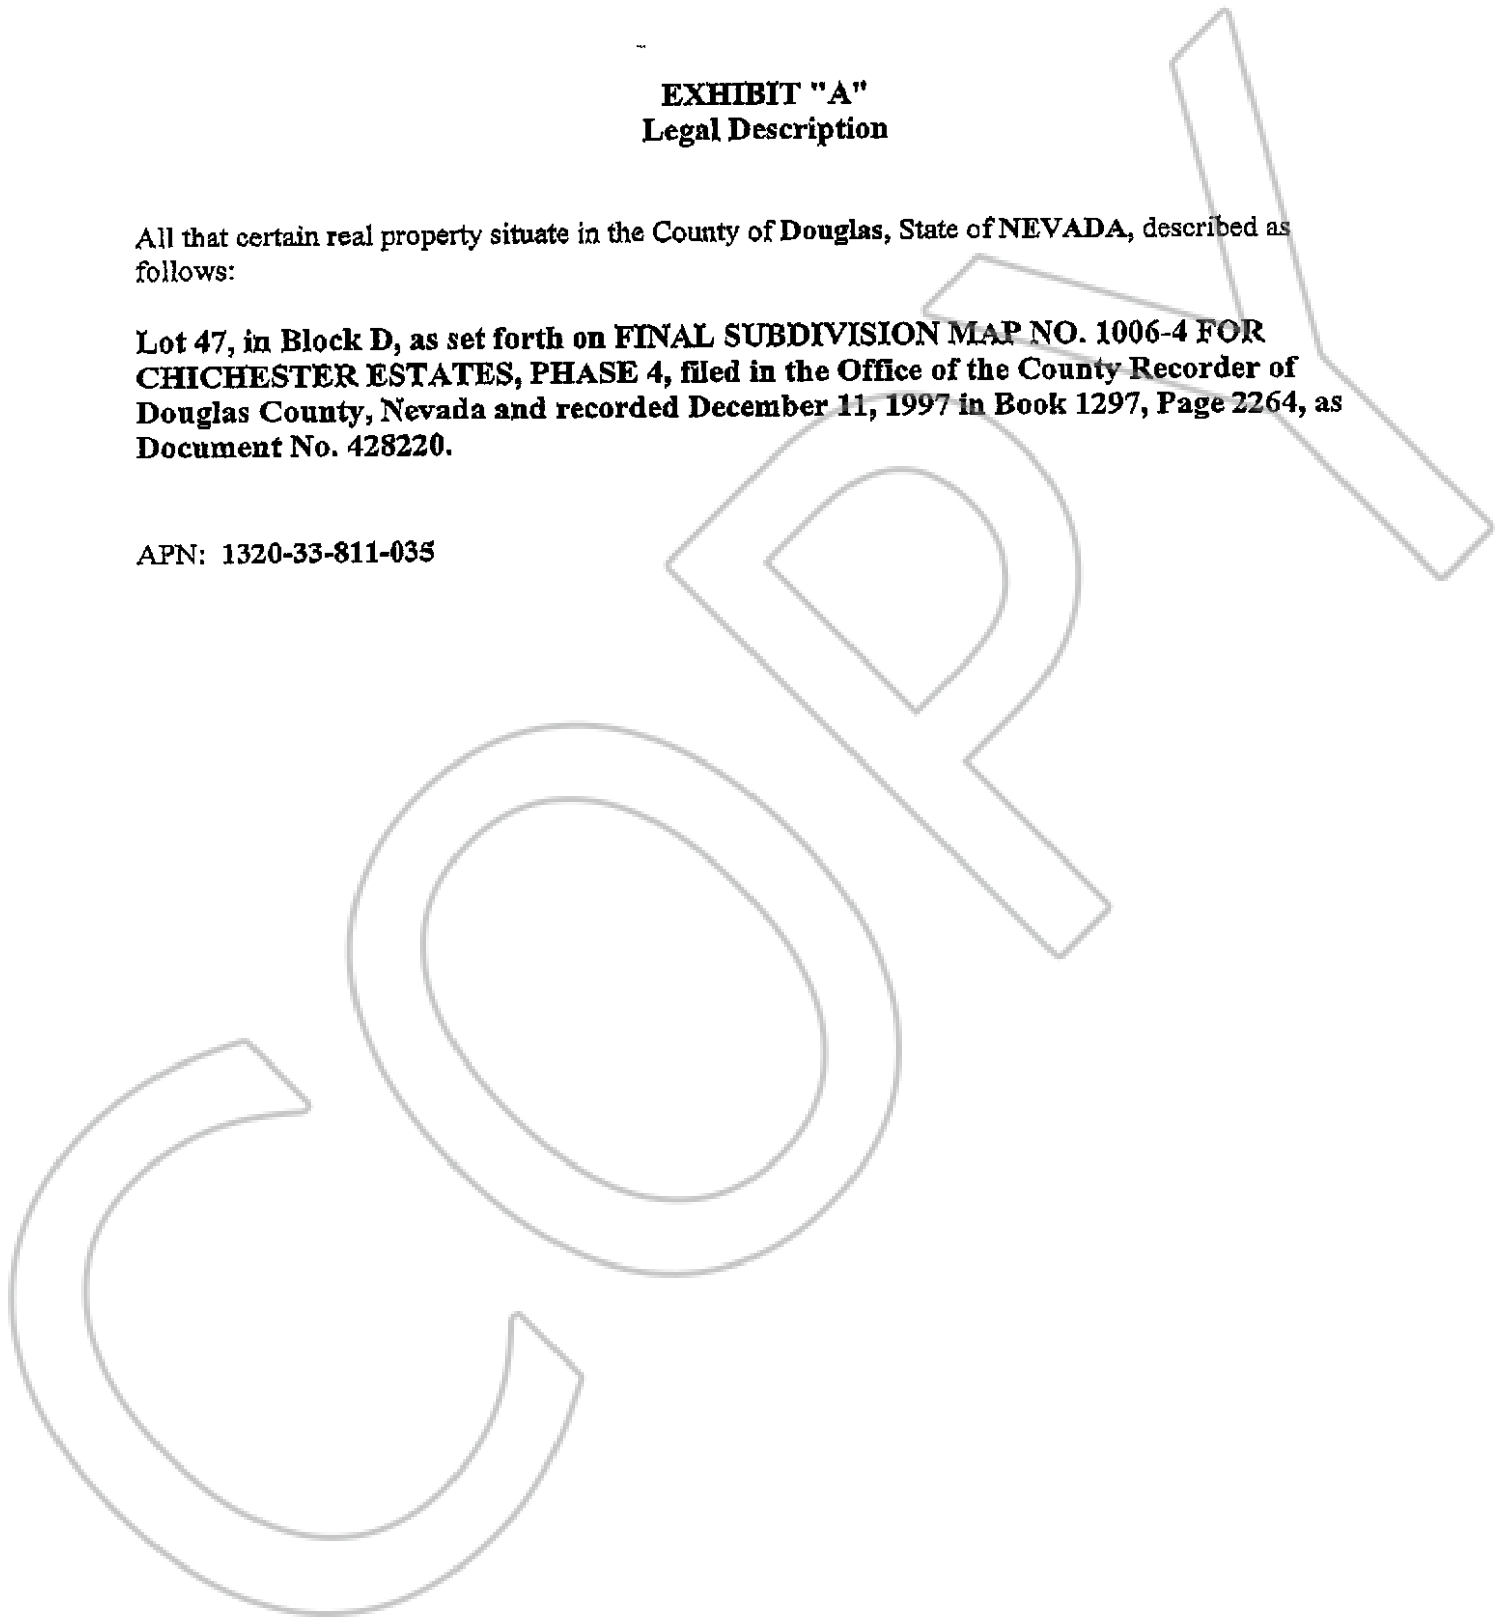 EXHIBIT "A"
Legal Description
All that certain real property situate in the County of Douglas, State of NEVADA, described as
follows:
Lot 47, in Block D, as set forth on FINAL SUBDIVISION MAP NO. 1006-4 FOR
CHICHESTER ESTATES, PHASE 4, filed in the Office of the County Recorder of
Douglas County, Nevada and recorded December 11, 1997 in Book 1297, Page 2264, as
Document No. 428220.
APN: 1320-33-811-035
COPY